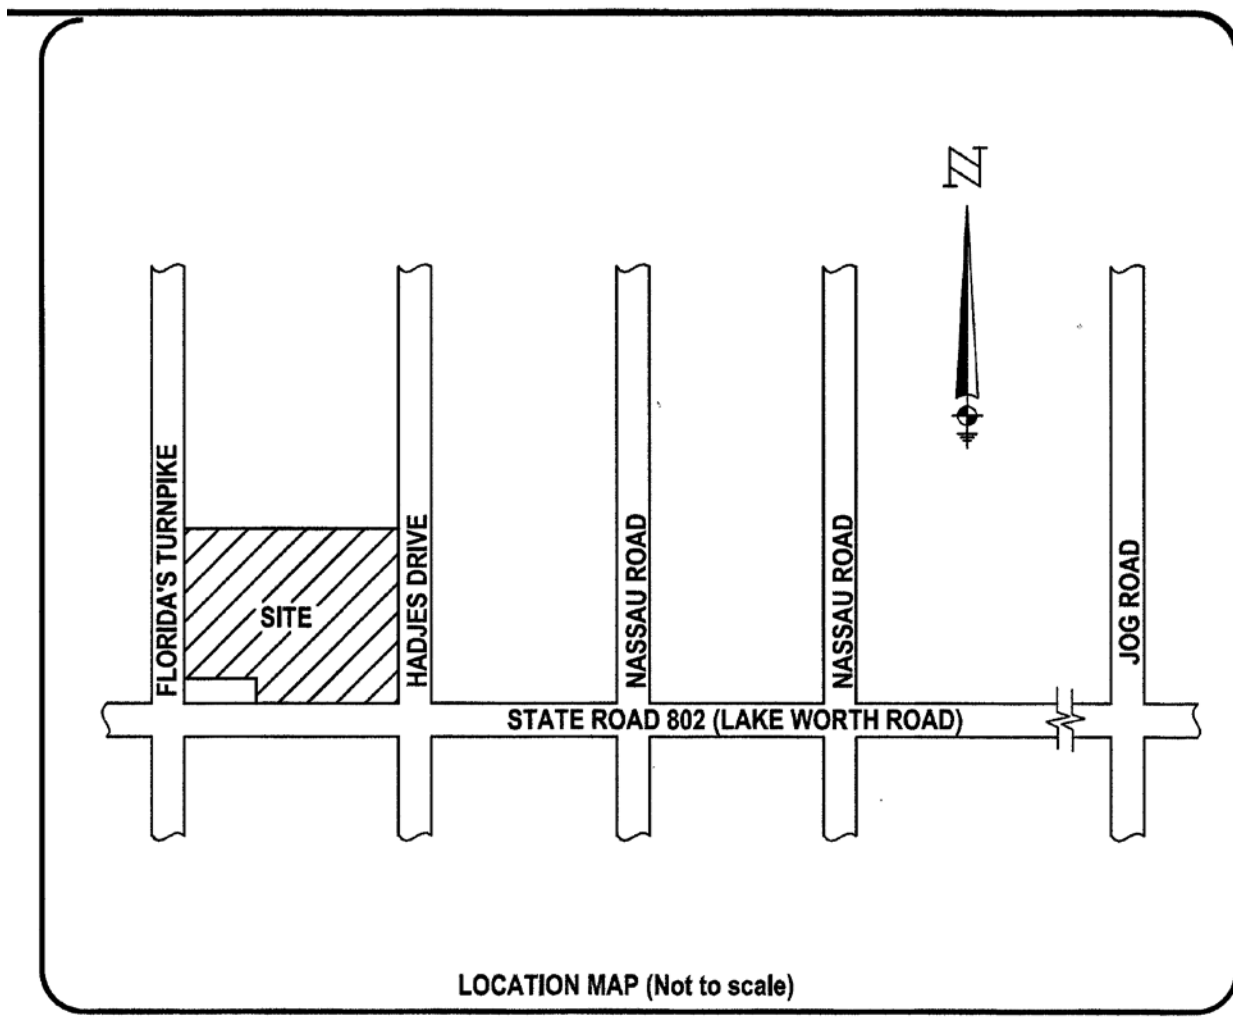 N
FLORIDA'S TURNPIKE
HADJES DRIVE
NASSAU ROAD
NASSAU ROAD
JOG ROAD
SITE
STATE ROAD 802 (LAKE WORTH ROAD)
LOCATION MAP (Not to scale)